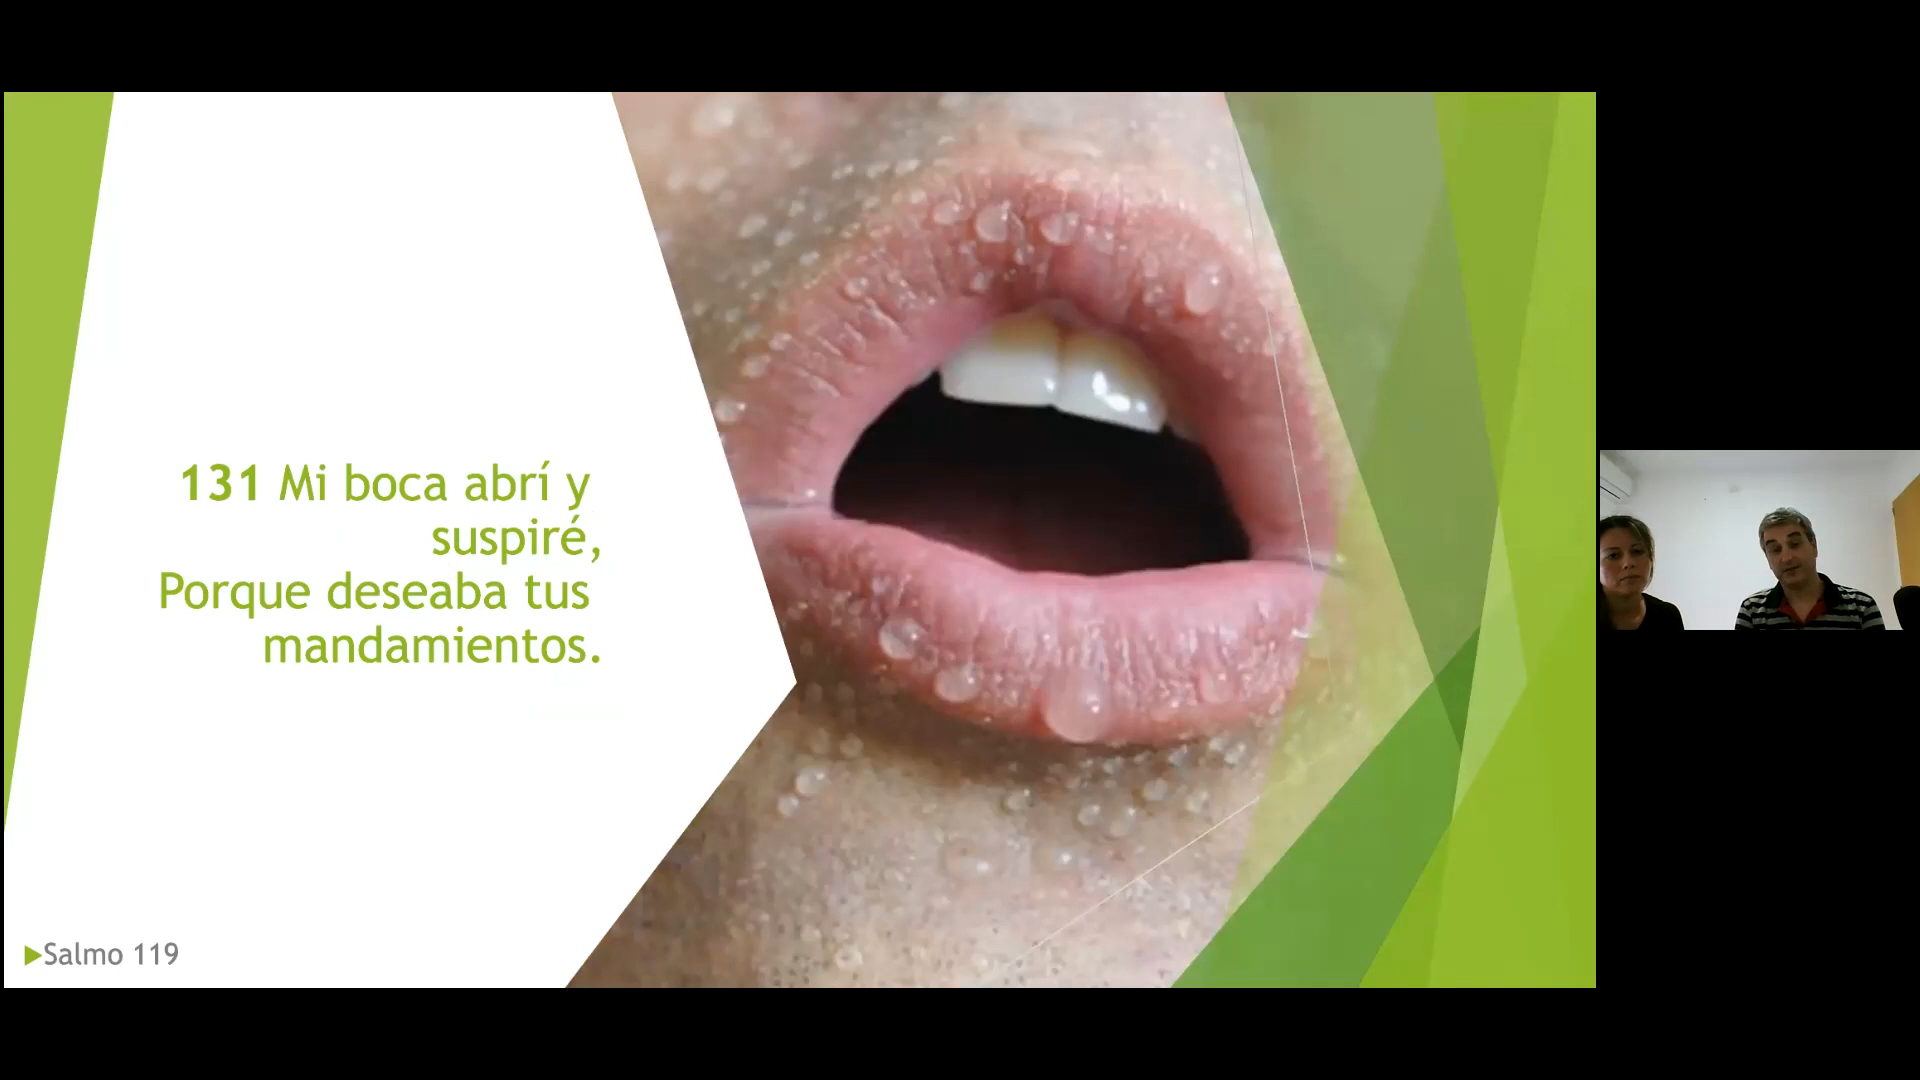 131 Mi boca abrí y
suspiré,
Porque deseaba tus
mandamientos.
Salmo 119